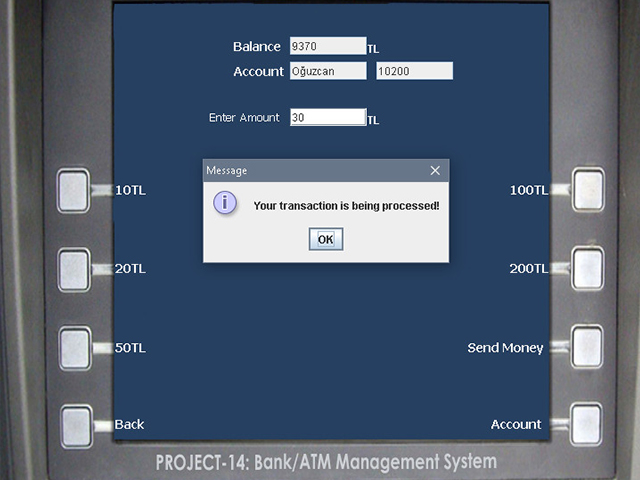 Balance 9370 TL
Account Oğuzcan 10200
Enter Amount 30 TL
Message
Your transaction is being processed!
OK
10TL 100TL
20TL 200TL
50TL Send Money
Back Account
PROJECT-14: Bank/ATM Management System